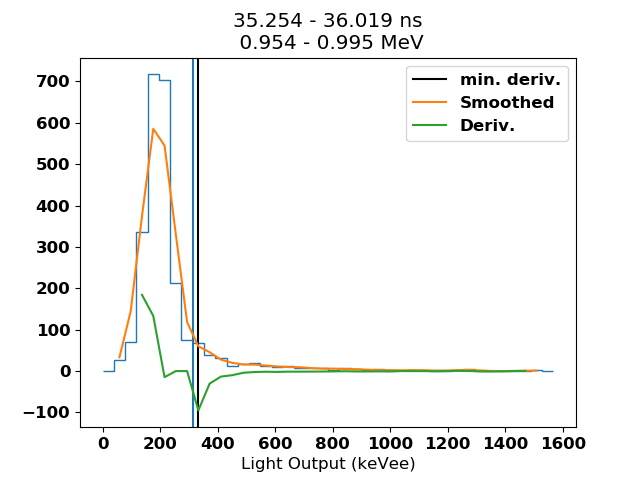 35.254 - 36.019 ns
0.954 - 0.995 MeV
min. deriv.
Smoothed
Deriv.
700
600
500
400
300
200
100
0
−100
0 200 400 600 800 1000 1200 1400 1600
Light Output (keVee)